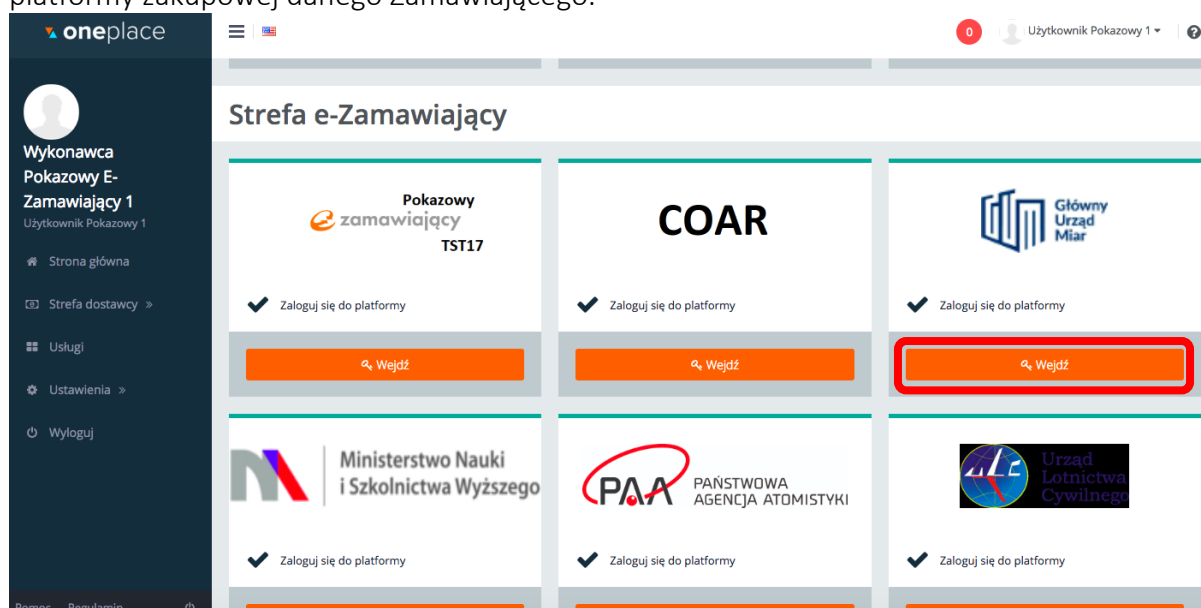 platformy zakupowej danego Zamawiającego.
oneplace
0
Użytkownik Pokazowy 1
?
Strefa e-Zamawiający
Wykonawca
Pokazowy E-
Zamawiający 1
Użytkownik Pokazowy 1
Strona główna
Strefa dostawcy »
Usługi
Ustawienia »
Wyloguj
Pokazowy
zamawiający
TST17
COAR
Główny
Urząd
Miar
Zaloguj się do platformy
Zaloguj się do platformy
Zaloguj się do platformy
Wejdź
Wejdź
Wejdź
Ministerstwo Nauki
i Szkolnictwa Wyższego
PAA
PAŃSTWOWA
AGENCJA ATOMISTYKI
ULC
Urząd
Lotnictwa
Cywilnego
Zaloguj się do platformy
Zaloguj się do platformy
Zaloguj się do platformy
Pomoc Regulamin